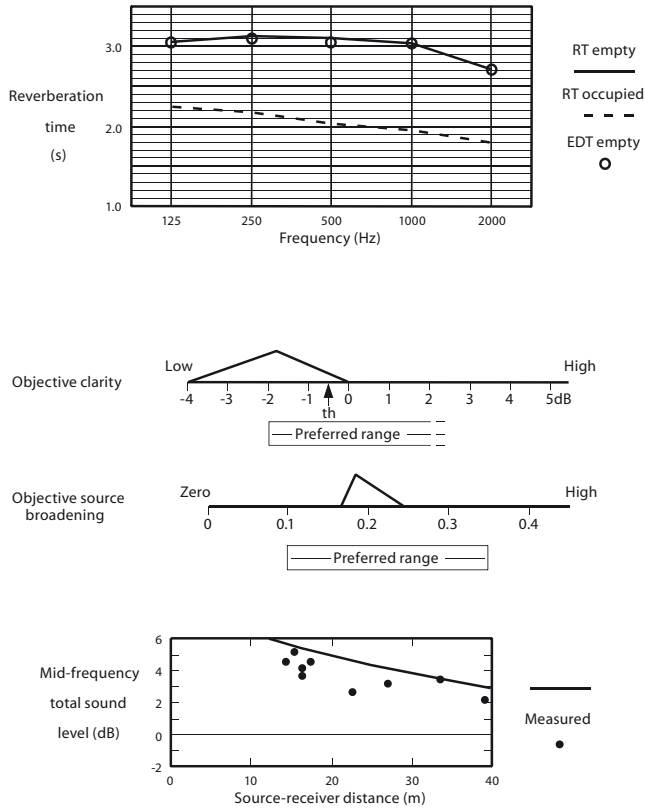 3.0
2.0
1.0
Reverberation
time
(s)
125 250 500 1000 2000
Frequency (Hz)
RT empty
RT occupied
EDT empty
Objective clarity
Low High
-4 -3 -2 -1 0 1 2 3 4 5dB
th
Preferred range
Objective source
broadening
Zero High
0 0.1 0.2 0.3 0.4
Preferred range
Mid-frequency
total sound
level (dB)
6
4
2
0
-2
0 10 20 30 40
Source-receiver distance (m)
Measured